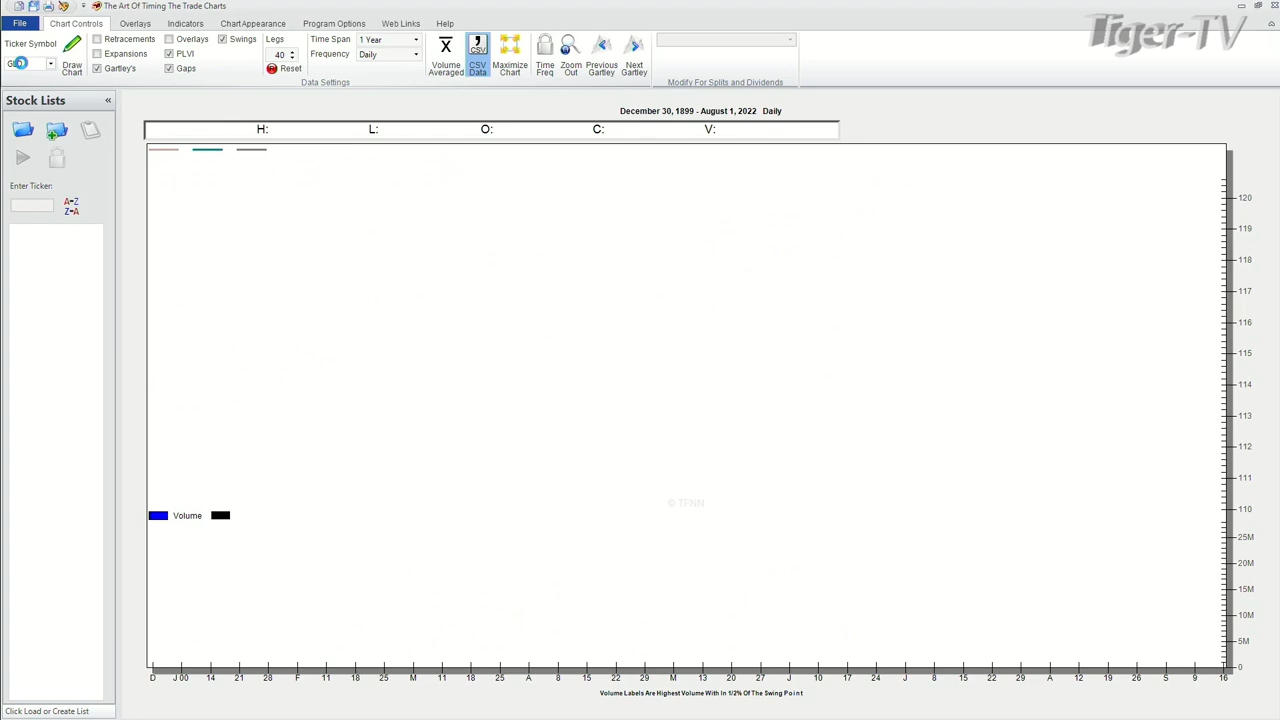 The Art Of Timing The Trade Charts
File Chart Controls Overlays Indicators Chart Appearance Program Options Web Links Help
Tiger-TV
Ticker Symbol
Draw Chart
Retracements
Expansions
Gartley's
Overlays
PLVI
Gaps
Swings
Legs
40
Reset
Time Span 1 Year
Frequency Daily
Data Settings
Volume Averaged
CSV
CSV Data
Maximize Chart
Time Freq
Zoom Out
Previous Gartley
Next Gartley
Modify For Splits and Dividends
Stock Lists «
Enter Ticker:
A-Z
Z-A
Click Load or Create List
December 30, 1899 - August 1, 2022 Daily
H: L: O: C: V:
120
119
118
117
116
115
114
113
112
111
110
© TFNN
Volume
25M
20M
15M
10M
5M
0
D J 00 14 21 28 F 11 18 25 M 11 18 25 A 8 15 22 29 M 13 20 27 J 10 17 24 J 8 15 22 29 A 12 19 26 S 9 16
Volume Labels Are Highest Volume With In 1/2% Of The Swing Point